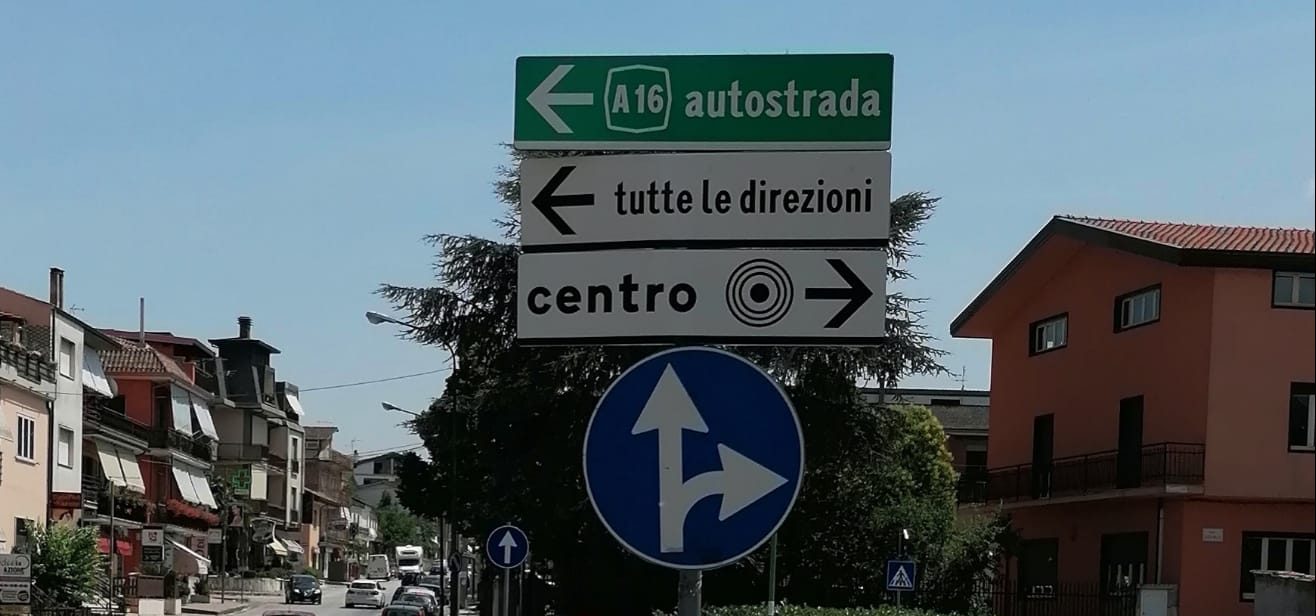 A16 autostrada
tutte le direzioni
centro